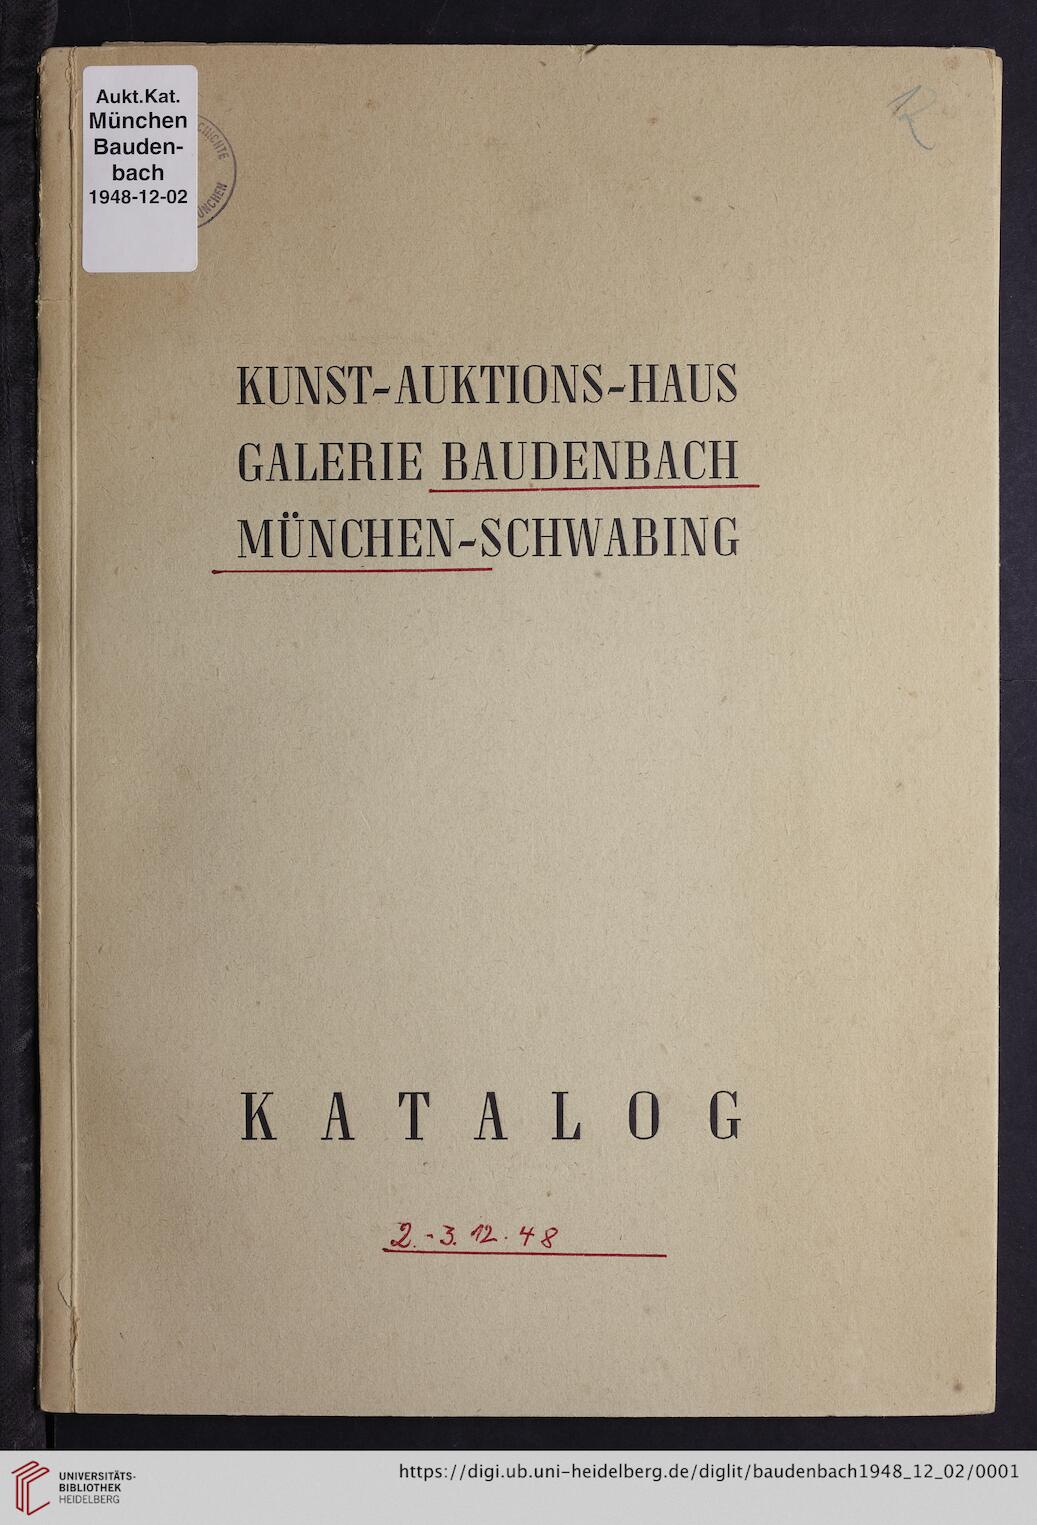 Aukt.Kat.
München
Bauden-
bach
1948-12-02
R
KUNST-AUKTIONS-HAUS
GALERIE BAUDENBACH
MÜNCHEN-SCHWABING
KATALOG
2.-3.12.48
UNIVERSITÄTS-
BIBLIOTHEK
HEIDELBERG
https://digi.ub.uni-heidelberg.de/diglit/baudenbach1948_12_02/0001